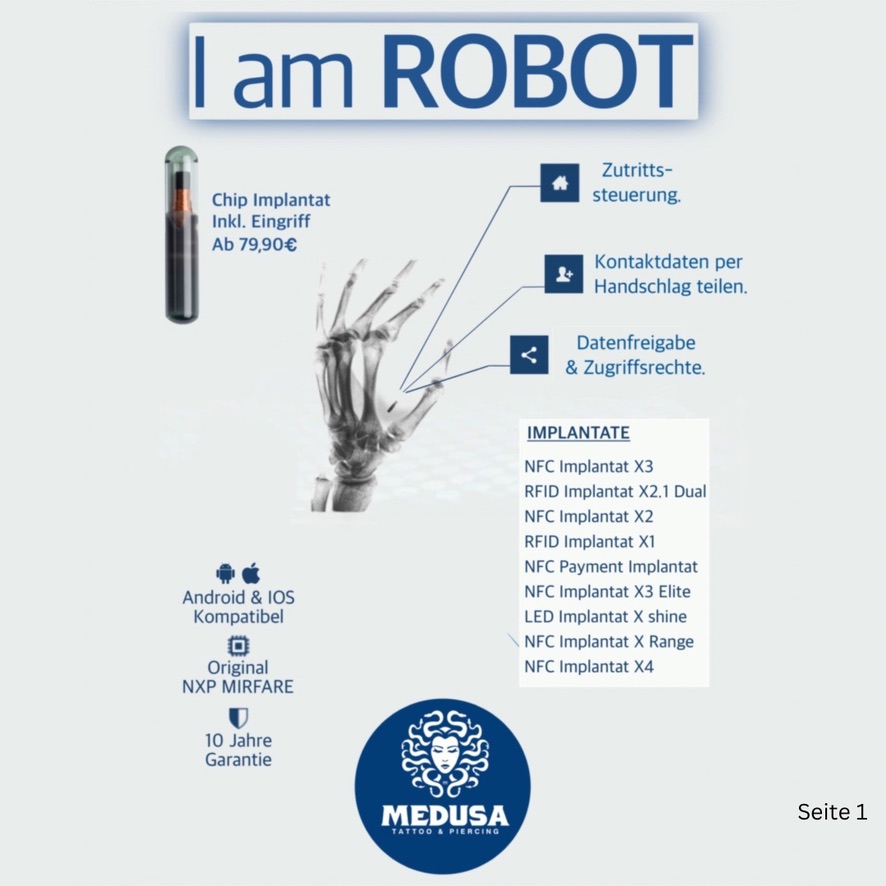 I am ROBOT
Chip Implantat
Inkl. Eingriff
Ab 79,90€
Zutritts-
steuerung.
Kontaktdaten per
Handschlag teilen.
Datenfreigabe
& Zugriffsrechte.
IMPLANTATE
NFC Implantat X3
RFID Implantat X2.1 Dual
NFC Implantat X2
RFID Implantat X1
NFC Payment Implantat
NFC Implantat X3 Elite
LED Implantat X shine
NFC Implantat X Range
NFC Implantat X4
Android & IOS
Kompatibel
Original
NXP MIRFARE
10 Jahre
Garantie
MEDUSA
TATTOO & PIERCING
Seite 1